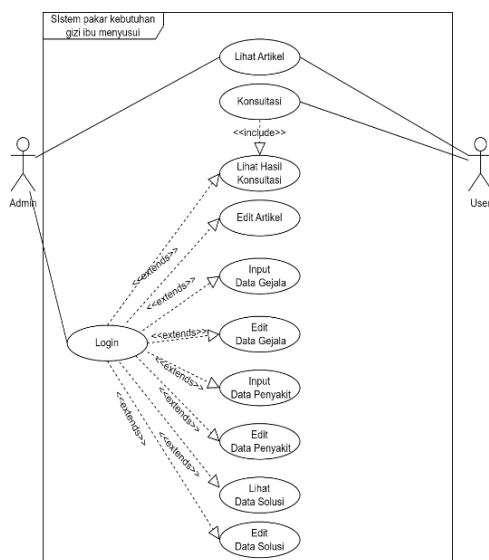 SIstem pakar kebutuhan
gizi ibu menyusui
Lihat Artikel
Konsultasi
<<include>>
Lihat Hasil
Konsultasi
Admin
User
Edit Artikel
<<extends>>
<<extends>>
Input
Data Gejala
<<extends>>
<<extends>>
Edit
Data Gejala
Login
<<extends>>
Input
Data Penyakit
<<extends>>
<<extends>>
<<extends>>
Edit
Data Penyakit
Lihat
Data Solusi
Edit
Data Solusi